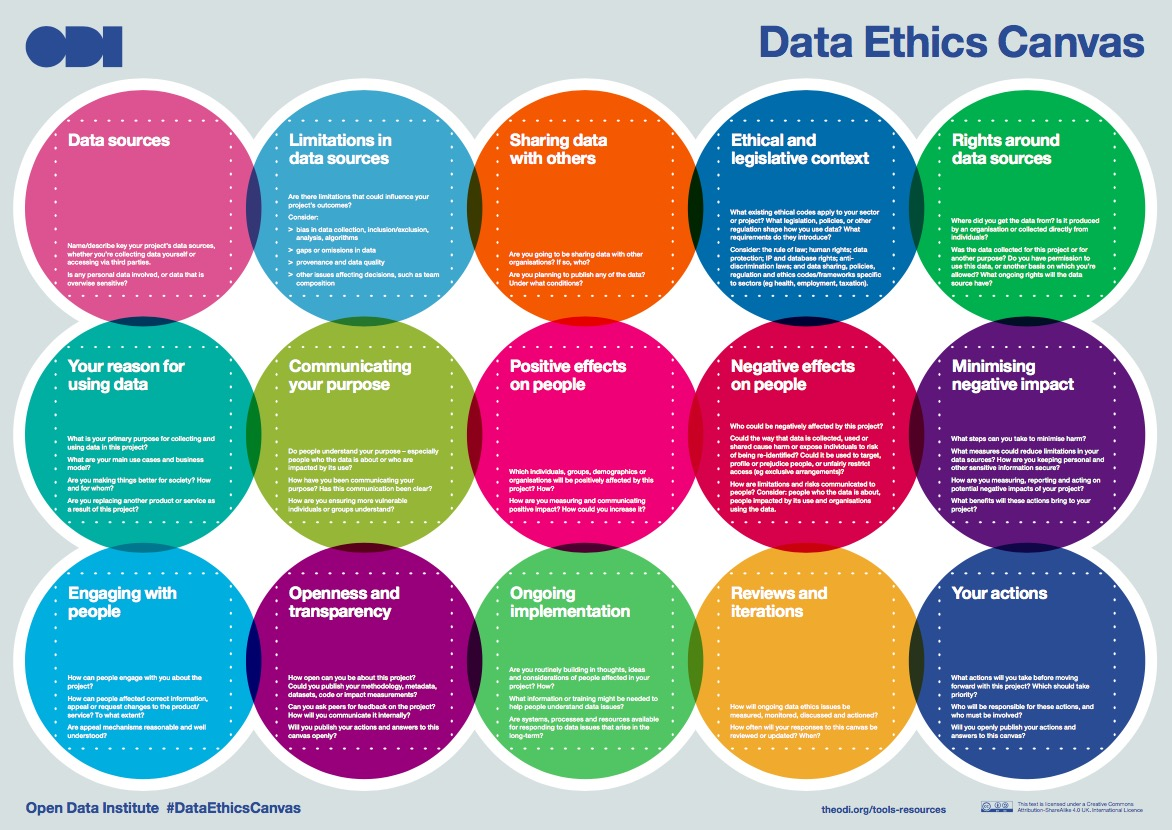 ODI
Data Ethics Canvas
Data sources
Name/describe key your project's data sources,
whether you're collecting data yourself or
accessing via third parties.
Is any personal data involved, or data that is
overwise sensitive?
Limitations in
data sources
Are there limitations that could influence your
project's outcomes?
Consider:
> bias in data collection, inclusion/exclusion,
analysis, algorithms
> gaps or omissions in data
> provenance and data quality
> other issues affecting decisions, such as team
composition
Sharing data
with others
Are you going to be sharing data with other
organisations? If so, who?
Are you planning to publish any of the data?
Under what conditions?
Ethical and
legislative context
What existing ethical codes apply to your sector
or project? What legislation, policies, or other
regulation shape how you use data? What
requirements do they introduce?
Consider: the rule of law; human rights; data
protection; IP and database rights; anti-
discrimination laws; and data sharing, policies,
regulation and ethics codes/frameworks specific
to sectors (eg health, employment, taxation).
Rights around
data sources
Where did you get the data from? Is it produced
by an organisation or collected directly from
individuals?
Was the data collected for this project or for
another purpose? Do you have permission to
use this data, or another basis on which you're
allowed? What ongoing rights will the data
source have?
Your reason for
using data
What is your primary purpose for collecting and
using data in this project?
What are your main use cases and business
model?
Are you making things better for society? How
and for whom?
Are you replacing another product or service as
a result of this project?
Communicating
your purpose
Do people understand your purpose – especially
people who the data is about or who are
impacted by its use?
How have you been communicating your
purpose? Has this communication been clear?
How are you ensuring more vulnerable
individuals or groups understand?
Positive effects
on people
Which individuals, groups, demographics or
organisations will be positively affected by this
project? How?
How are you measuring and communicating
positive impact? How could you increase it?
Negative effects
on people
Who could be negatively affected by this project?
Could the way that data is collected, used or
shared cause harm or expose individuals to risk
of being re-identified? Could it be used to target,
profile or prejudice people, or unfairly restrict
access (eg exclusive arrangements)?
How are limitations and risks communicated to
people? Consider: people who the data is about,
people impacted by its use and organisations
using the data.
Minimising
negative impact
What steps can you take to minimise harm?
What measures could reduce limitations in your
data sources? How are you keeping personal and
other sensitive information secure?
How are you measuring, reporting and acting on
potential negative impacts of your project?
What benefits will these actions bring to your
project?
Engaging with
people
How can people engage with you about the
project?
How can people affected correct information,
appeal or request changes to the product/
service? To what extent?
Are appeal mechanisms reasonable and well
understood?
Openness and
transparency
How open can you be about this project?
Could you publish your methodology, metadata,
datasets, code or impact measurements?
Can you ask peers for feedback on the project?
How will you communicate it internally?
Will you publish your actions and answers to this
canvas openly?
Ongoing
implementation
Are you routinely building in thoughts, ideas
and considerations of people affected in your
project? How?
What information or training might be needed to
help people understand data issues?
Are systems, processes and resources available
for responding to data issues that arise in the
long-term?
Reviews and
iterations
How will ongoing data ethics issues be
measured, monitored, discussed and actioned?
How often will your responses to this canvas be
reviewed or updated? When?
Your actions
What actions will you take before moving
forward with this project? Which should take
priority?
Who will be responsible for these actions, and
who must be involved?
Will you openly publish your actions and
answers to this canvas?
Open Data Institute #DataEthicsCanvas
theodi.org/tools-resources
This text is licensed under a Creative Commons
Attribution-ShareAlike 4.0 UK. International Licence